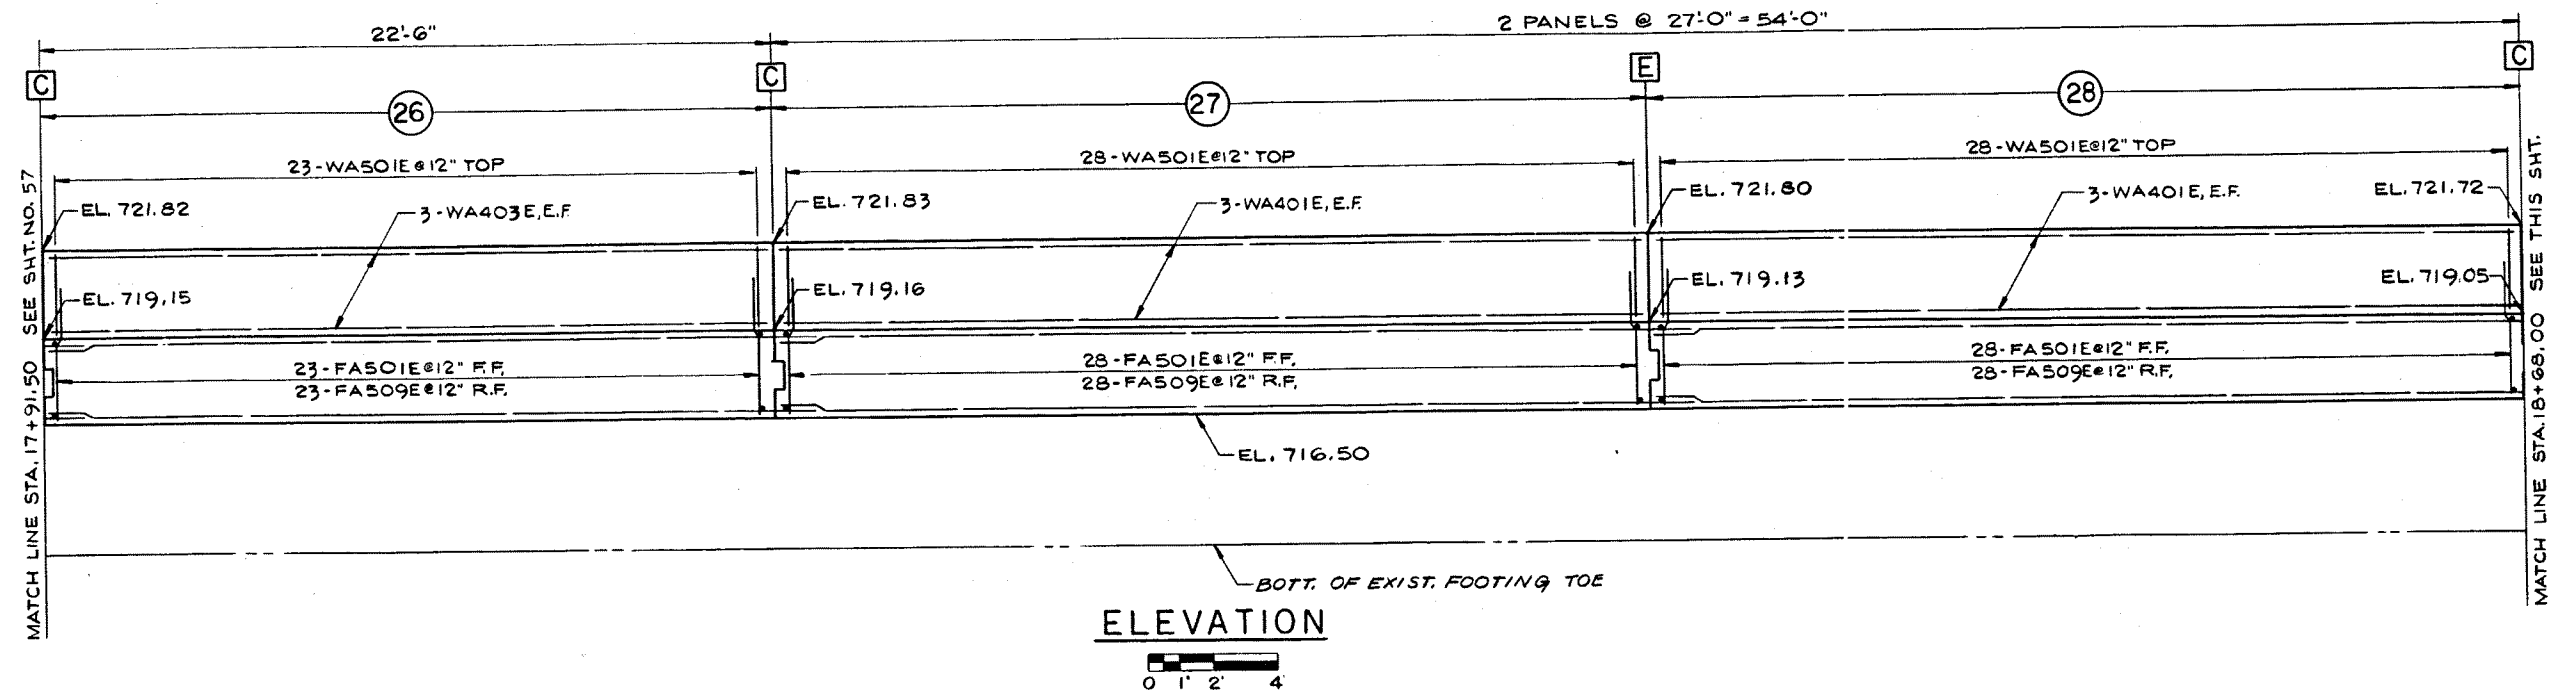 22'-6"
2 PANELS @ 27'-0" = 54'-0"
C
C
E
C
26
27
28
23-WA501E@12" TOP
28-WA501E@12" TOP
28-WA501E@12" TOP
EL. 721.82
3-WA403E, E.F.
EL. 721.83
3-WA401E, E.F.
EL. 721.80
3-WA401E, E.F.
EL. 721.72
EL. 719.15
EL. 719.16
EL. 719.13
EL. 719.05
23-FA501E@12" F.F.
23-FA509E@12" R.F.
28-FA501E@12" F.F.
28-FA509E@12" R.F.
28-FA501E@12" F.F.
28-FA509E@12" R.F.
EL. 716.50
BOTT. OF EXIST. FOOTING TOE
MATCH LINE STA. 17+91.50 SEE SHT. NO. 57
MATCH LINE STA. 18+68.00 SEE THIS SHT.
ELEVATION
0 1' 2' 4'